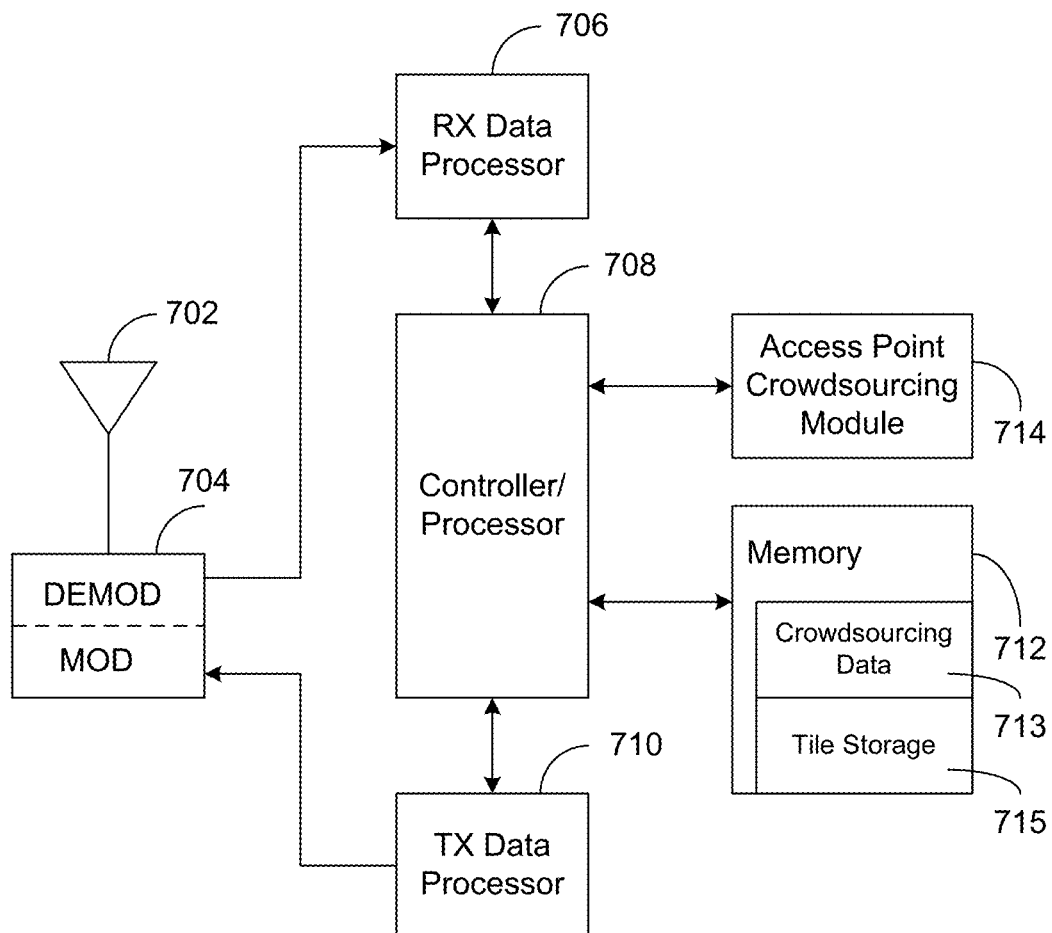 706
RX Data
Processor
708
702
Access Point
Crowdsourcing
Module
714
704
Controller/
Processor
DEMOD
MOD
Memory
712
Crowdsourcing
Data
713
Tile Storage
715
710
TX Data
Processor